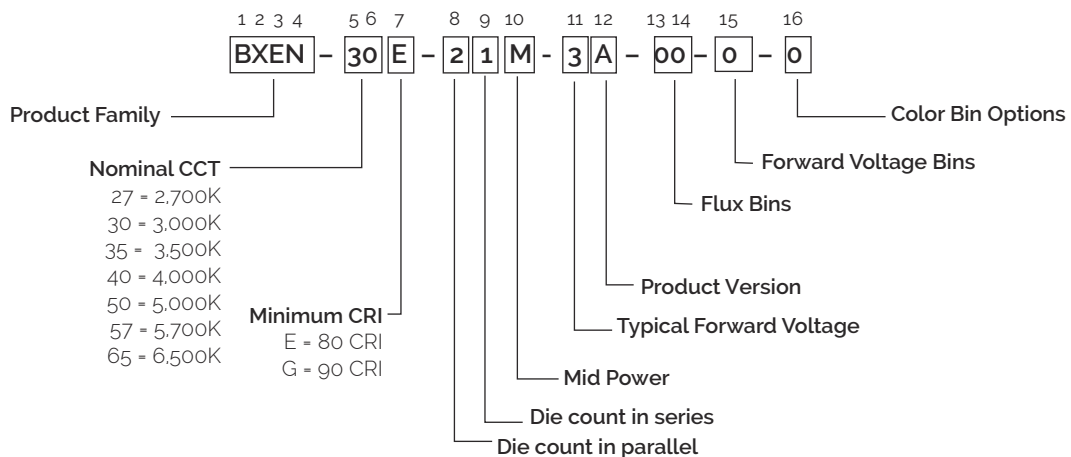 1 2 3 4 5 6 7 8 9 10 11 12 13 14 15 16
BXEN – 30 E – 2 1 M - 3 A – 00 – 0 – 0
Product Family
Color Bin Options
Nominal CCT
Forward Voltage Bins
27 = 2,700K
30 = 3,000K
Flux Bins
35 = 3,500K
40 = 4,000K
50 = 5,000K
Product Version
57 = 5,700K
Minimum CRI
Typical Forward Voltage
65 = 6,500K
E = 80 CRI
G = 90 CRI
Mid Power
Die count in series
Die count in parallel